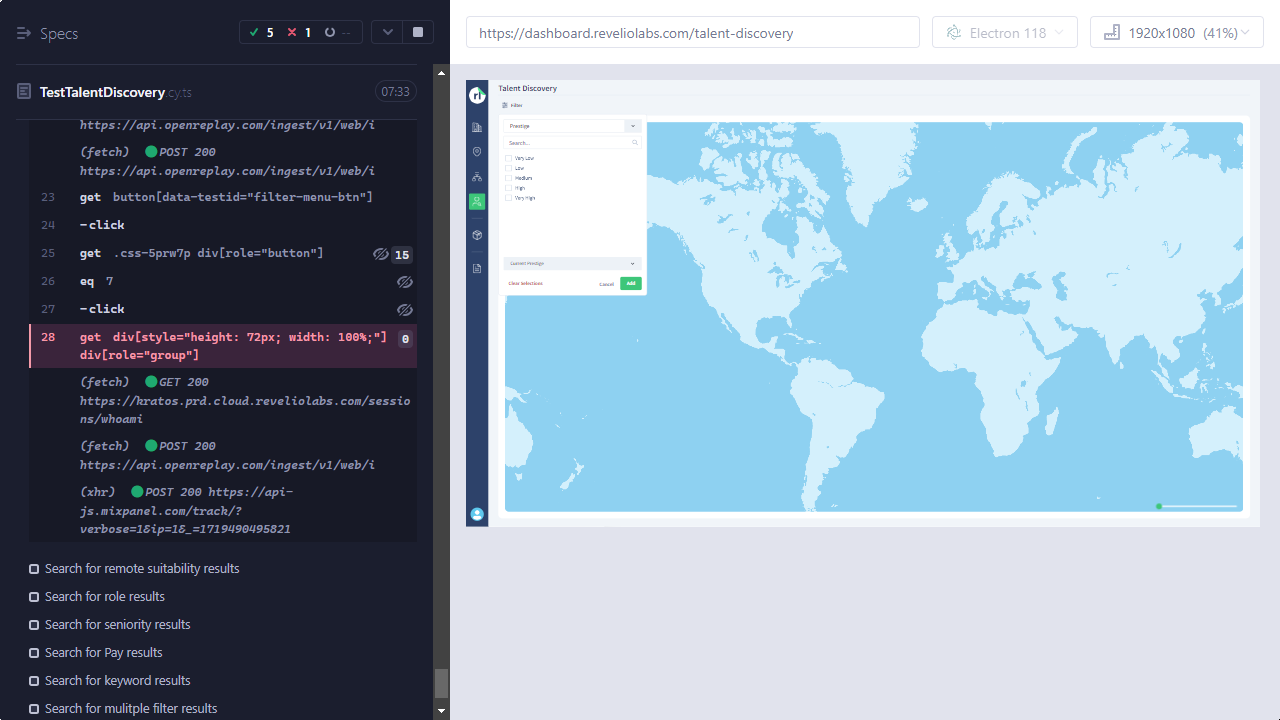 Specs
5 1 --
https://dashboard.reveliolabs.com/talent-discovery
Electron 118
1920x1080 (41%)
TestTalentDiscovery.cy.ts
07:33
https://api.openreplay.com/ingest/v1/web/i
(fetch) POST 200
https://api.openreplay.com/ingest/v1/web/i
23 get button[data-testid="filter-menu-btn"]
24 -click
25 get .css-5prw7p div[role="button"] 15
26 eq 7
27 -click
28 get div[style="height: 72px; width: 100%;"] 0
div[role="group"]
(fetch) GET 200
https://kratos.prd.cloud.reveliolabs.com/sessio
ns/whoami
(fetch) POST 200
https://api.openreplay.com/ingest/v1/web/i
(xhr) POST 200 https://api-
js.mixpanel.com/track/?
verbose=1&ip=1&_=1719490495821
Search for remote suitability results
Search for role results
Search for seniority results
Search for Pay results
Search for keyword results
Search for mulitple filter results
rl
Talent Discovery
Filter
Prestige
Search...
Very Low
Low
Medium
High
Very High
Current Prestige
Clear Selections
Cancel
Add